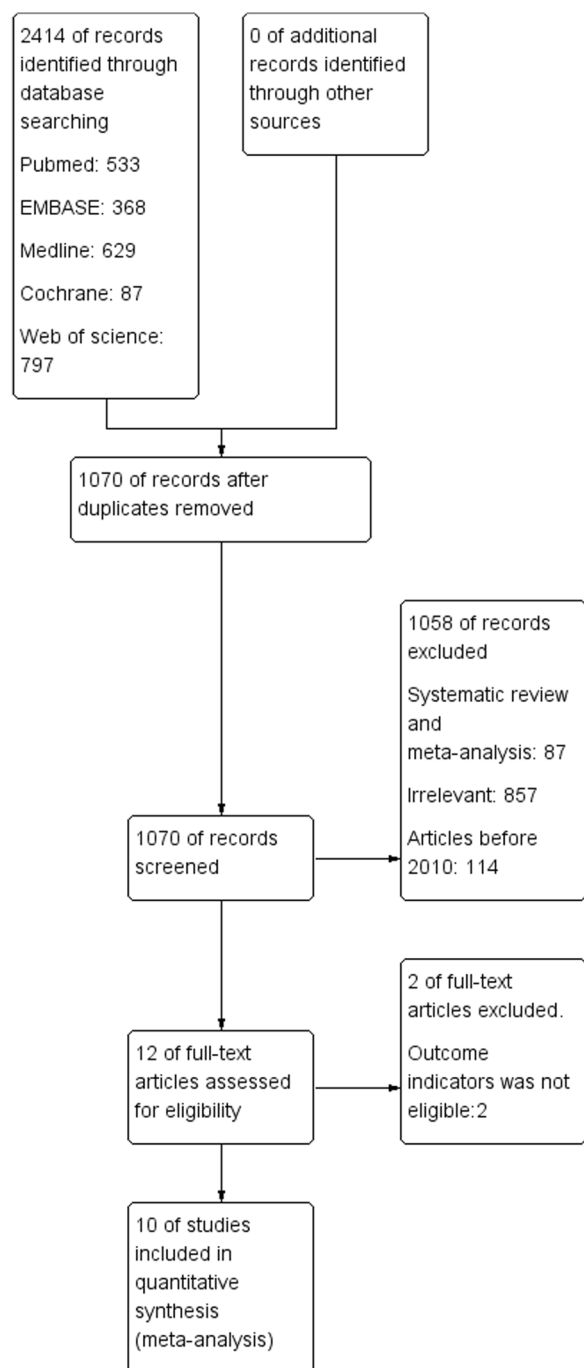 2414 of records
identified through
database
searching
Pubmed: 533
EMBASE: 368
Medline: 629
Cochrane: 87
Web of science:
797
0 of additional
records identified
through other
sources
1070 of records after
duplicates removed
1070 of records
screened
1058 of records
excluded
Systematic review
and
meta-analysis: 87
Irrelevant: 857
Articles before
2010: 114
12 of full-text
articles assessed
for eligibility
2 of full-text
articles excluded.
Outcome
indicators was not
eligible:2
10 of studies
included in
quantitative
synthesis
(meta-analysis)